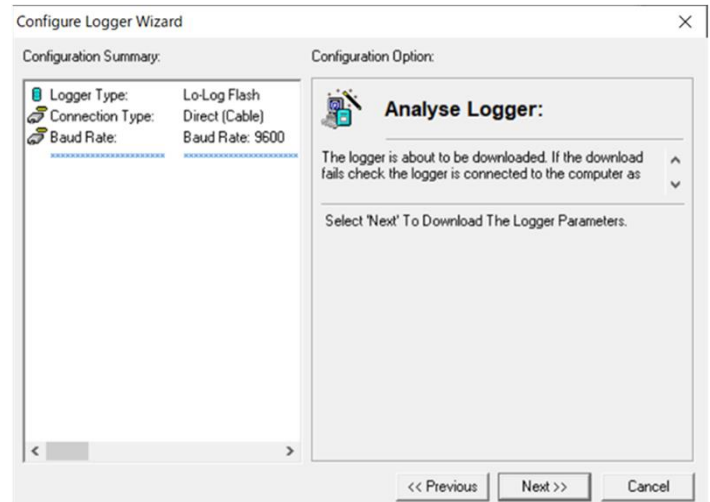 Configure Logger Wizard
Configuration Summary:
Logger Type: Lo-Log Flash
Connection Type: Direct (Cable)
Baud Rate: Baud Rate: 9600
Configuration Option:
Analyse Logger:
The logger is about to be downloaded. If the download
fails check the logger is connected to the computer as
Select 'Next' To Download The Logger Parameters.
<< Previous
Next >>
Cancel